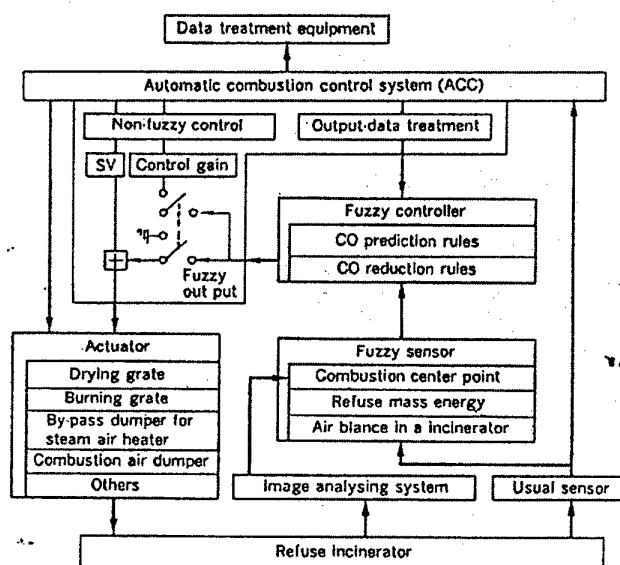 Data treatment equipment
Automatic combustion control system (ACC)
Non-fuzzy control
Output-data treatment
SV
Control gain
Fuzzy controller
CO prediction rules
CO reduction rules
Fuzzy
out put
Actuator
Drying grate
Burning grate
By-pass dumper for
steam air heater
Combustion air dumper
Others
Fuzzy sensor
Combustion center point
Refuse mass energy
Air blance in a incinerator
Image analysing system
Usual sensor
Refuse incinerator